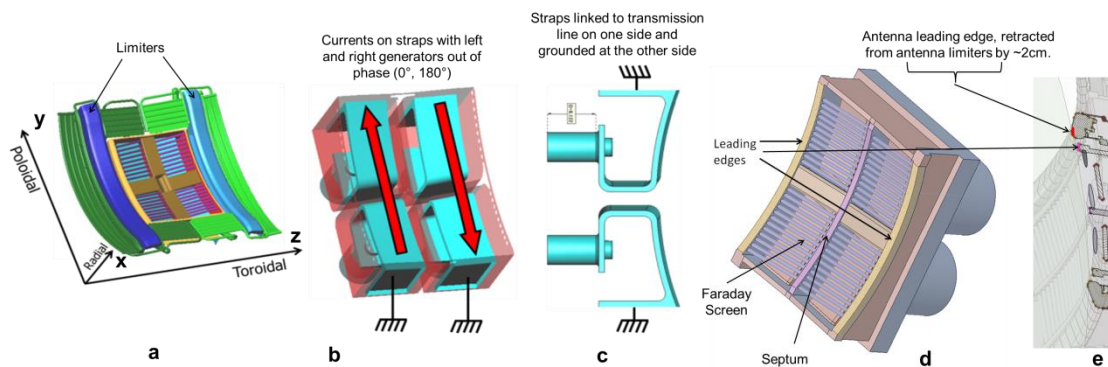 Limiters
y
Poloidal
Radial
x
z
Toroidal
a
Currents on straps with left
and right generators out of
phase (0°, 180°)
b
Straps linked to transmission
line on one side and
grounded at the other side
c
Antenna leading edge, retracted
from antenna limiters by ~2cm.
Leading
edges
Faraday
Screen
Septum
d
e